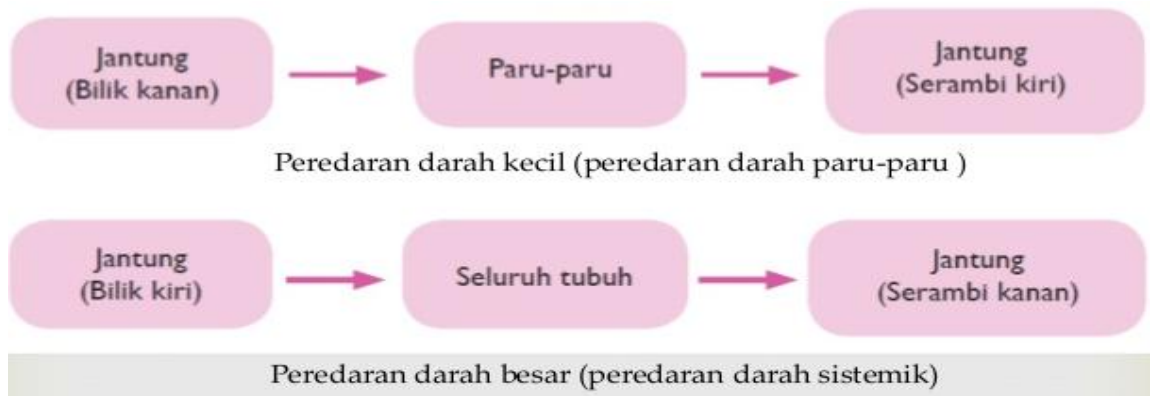 Jantung
(Bilik kanan)
Paru-paru
Jantung
(Serambi kiri)
Peredaran darah kecil (peredaran darah paru-paru )
Jantung
(Bilik kiri)
Seluruh tubuh
Jantung
(Serambi kanan)
Peredaran darah besar (peredaran darah sistemik)